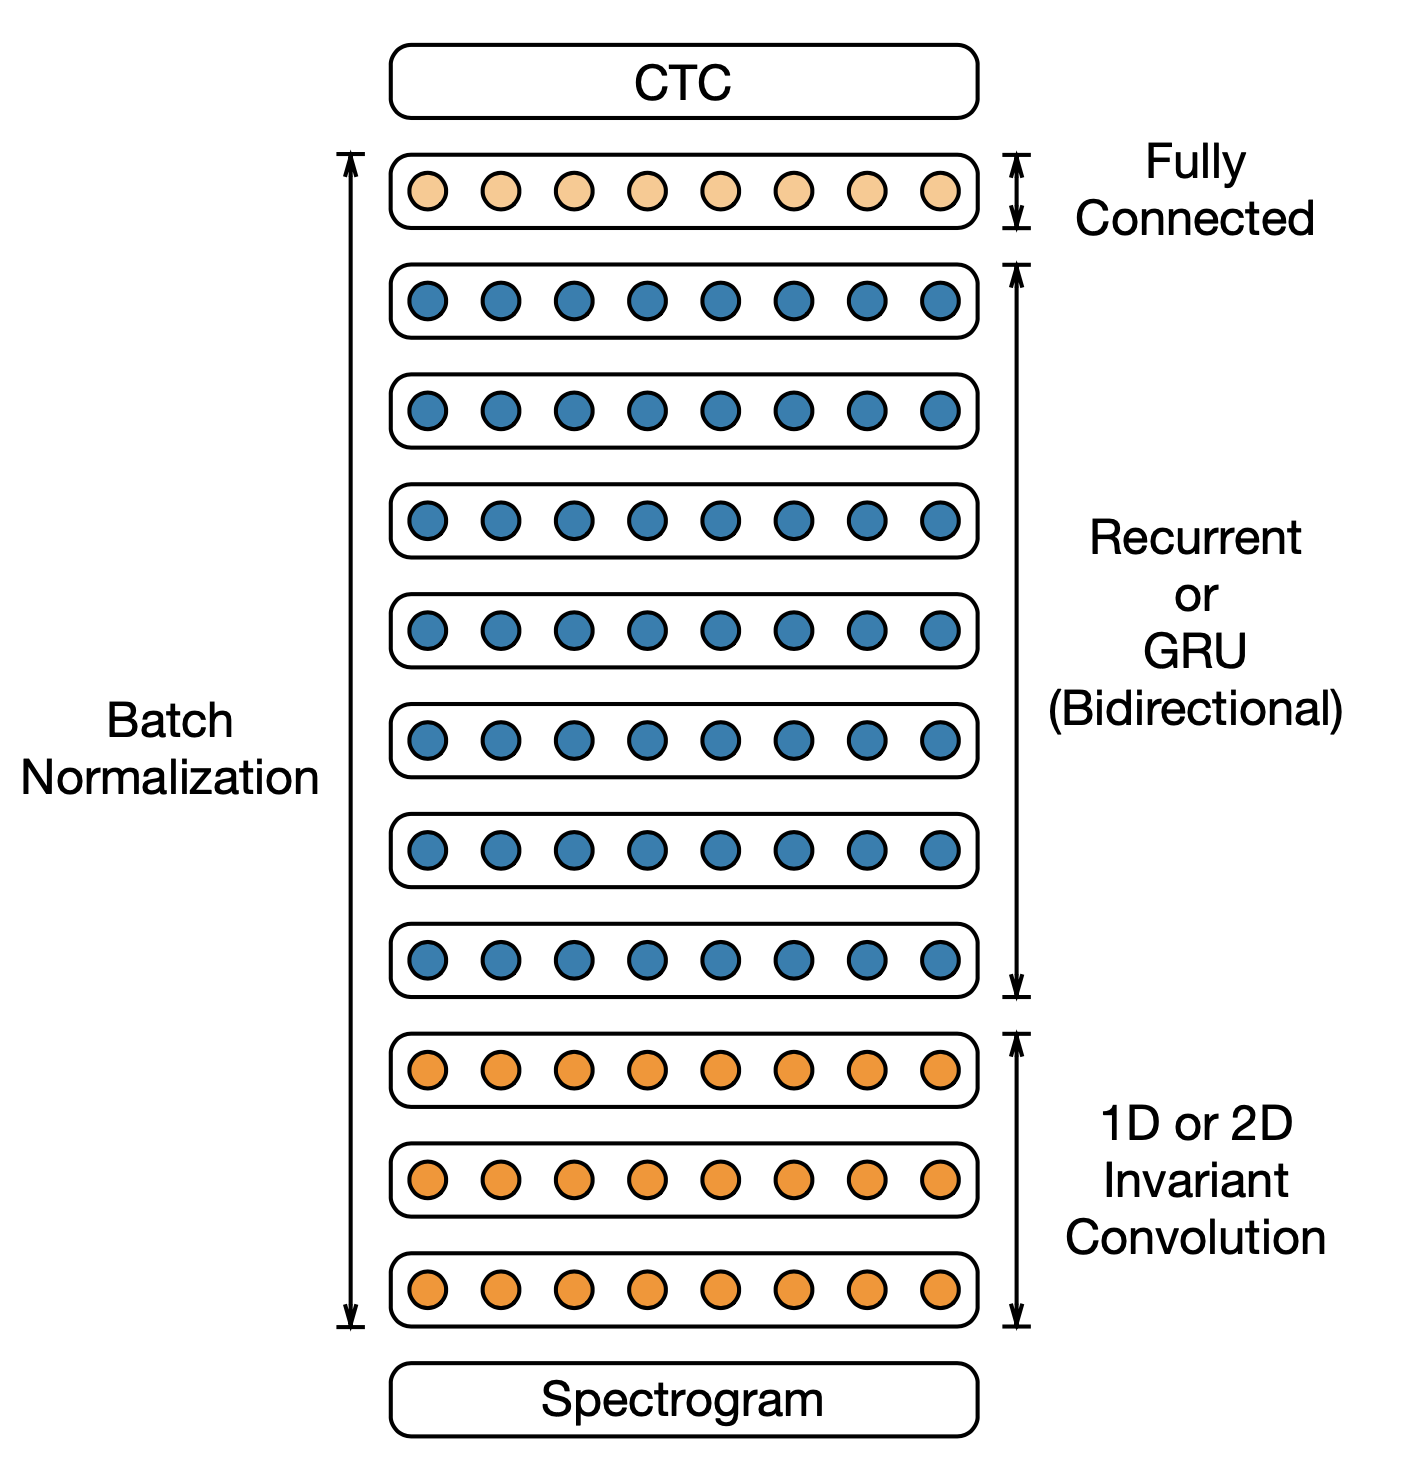 CTC
Fully
Connected
Recurrent
or
GRU
(Bidirectional)
Batch
Normalization
1D or 2D
Invariant
Convolution
Spectrogram